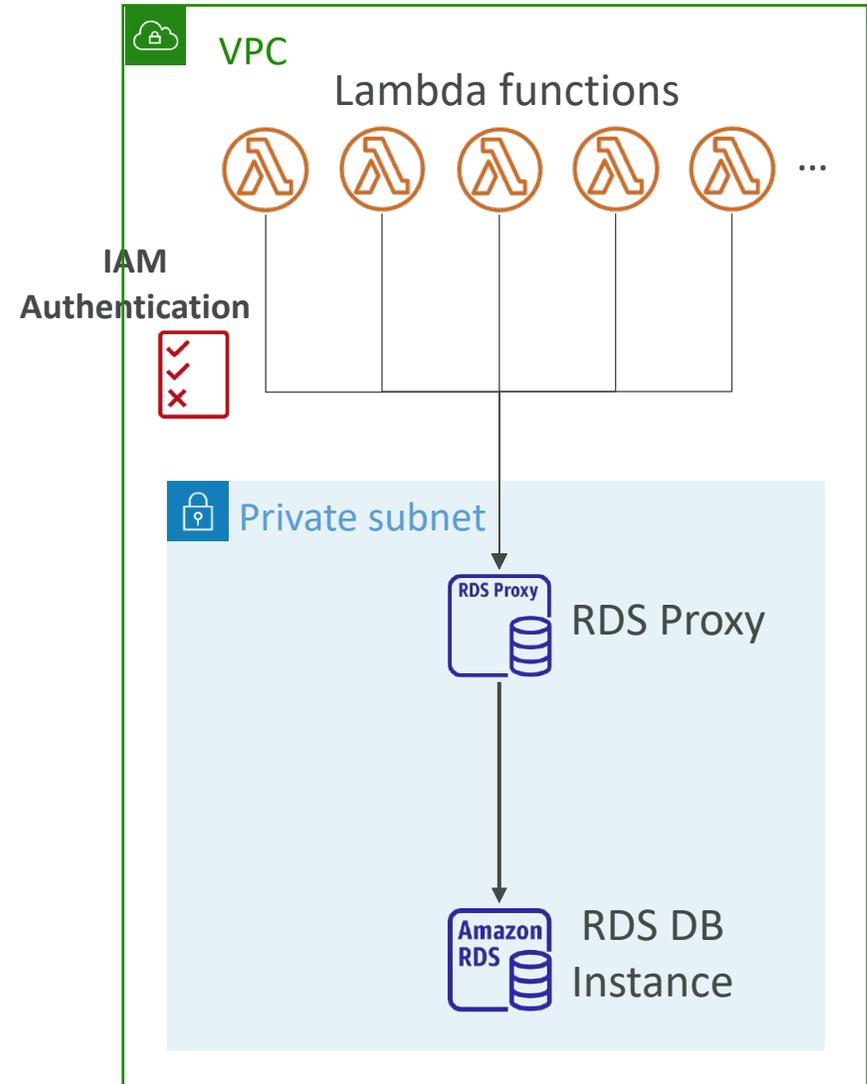 VPC
Lambda functions
...
IAM
Authentication
Private subnet
RDS Proxy
RDS Proxy
Amazon
RDS
RDS DB
Instance